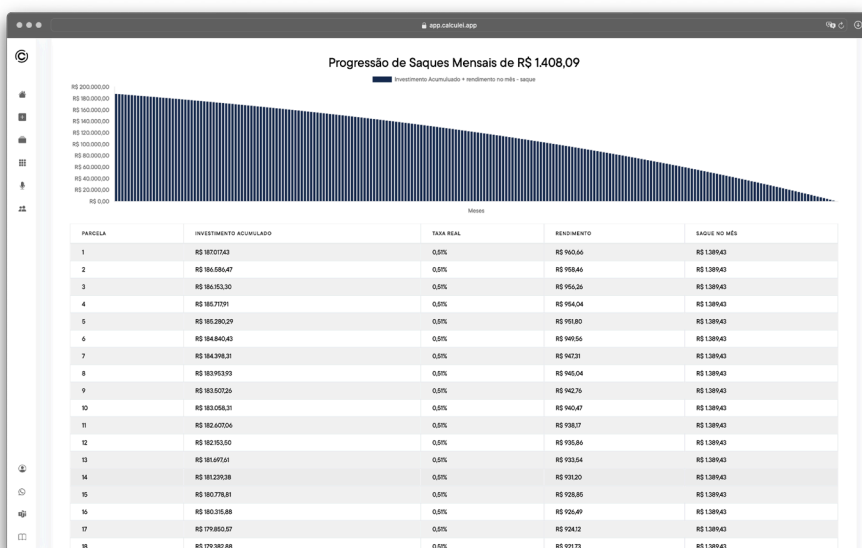 app.calculei.app
Progressão de Saques Mensais de R$ 1.408,09
Investimento Acumuluado + rendimento no mês - saque
R$ 200.000,00
R$ 180.000,00
R$ 160.000,00
R$ 140.000,00
R$ 120.000,00
R$ 100.000,00
R$ 80.000,00
R$ 60.000,00
R$ 40.000,00
R$ 20.000,00
R$ 0,00
Meses
PARCELA INVESTIMENTO ACUMULADO TAXA REAL RENDIMENTO SAQUE NO MÊS
1 R$ 187.017,43 0,51% R$ 960,66 R$ 1.389,43
2 R$ 186.586,47 0,51% R$ 958,46 R$ 1.389,43
3 R$ 186.153,30 0,51% R$ 956,26 R$ 1.389,43
4 R$ 185.717,91 0,51% R$ 954,04 R$ 1.389,43
5 R$ 185.280,29 0,51% R$ 951,80 R$ 1.389,43
6 R$ 184.840,43 0,51% R$ 949,56 R$ 1.389,43
7 R$ 184.398,31 0,51% R$ 947,31 R$ 1.389,43
8 R$ 183.953,93 0,51% R$ 945,04 R$ 1.389,43
9 R$ 183.507,26 0,51% R$ 942,76 R$ 1.389,43
10 R$ 183.058,31 0,51% R$ 940,47 R$ 1.389,43
11 R$ 182.607,06 0,51% R$ 938,17 R$ 1.389,43
12 R$ 182.153,50 0,51% R$ 935,86 R$ 1.389,43
13 R$ 181.697,61 0,51% R$ 933,54 R$ 1.389,43
14 R$ 181.239,38 0,51% R$ 931,20 R$ 1.389,43
15 R$ 180.778,81 0,51% R$ 928,85 R$ 1.389,43
16 R$ 180.315,88 0,51% R$ 926,49 R$ 1.389,43
17 R$ 179.850,57 0,51% R$ 924,12 R$ 1.389,43
18 R$ 179.382,88 0,51% R$ 921,73 R$ 1.389,43